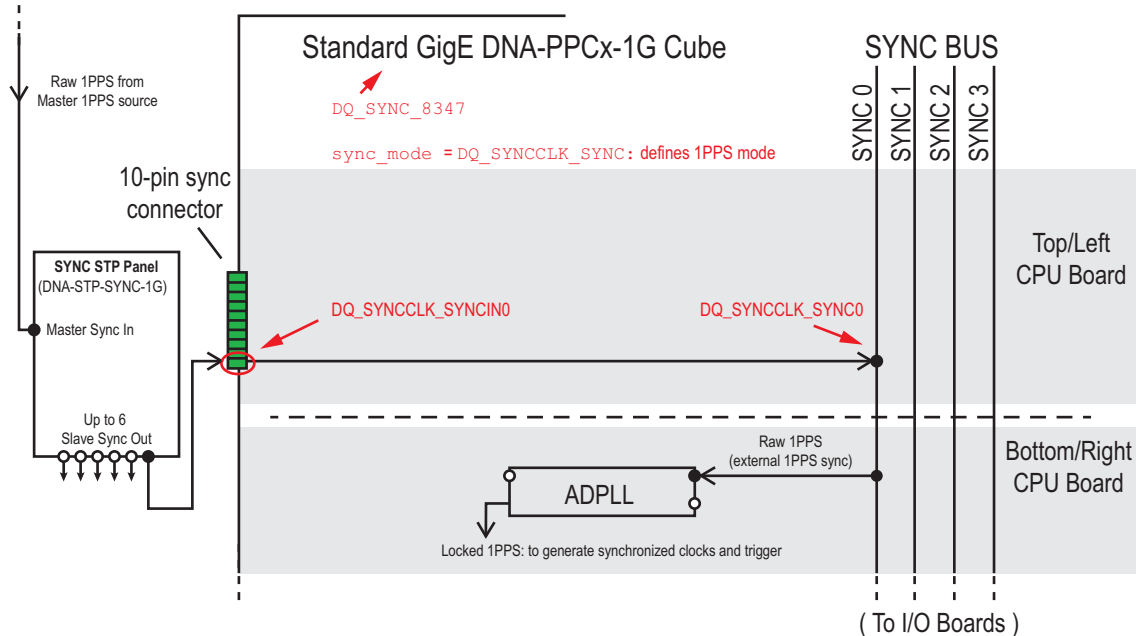 Standard GigE DNA-PPCx-1G Cube
SYNC BUS
Raw 1PPS from
Master 1PPS source
DQ_SYNC_8347
sync_mode = DQ_SYNCCLK_SYNC: defines 1PPS mode
SYNC 0
SYNC 1
SYNC 2
SYNC 3
10-pin sync
connector
Top/Left
CPU Board
SYNC STP Panel
(DNA-STP-SYNC-1G)
Master Sync In
DQ_SYNCCLK_SYNCIN0
DQ_SYNCCLK_SYNC0
Up to 6
Slave Sync Out
Raw 1PPS
(external 1PPS sync)
Bottom/Right
CPU Board
ADPLL
Locked 1PPS: to generate synchronized clocks and trigger
( To I/O Boards )